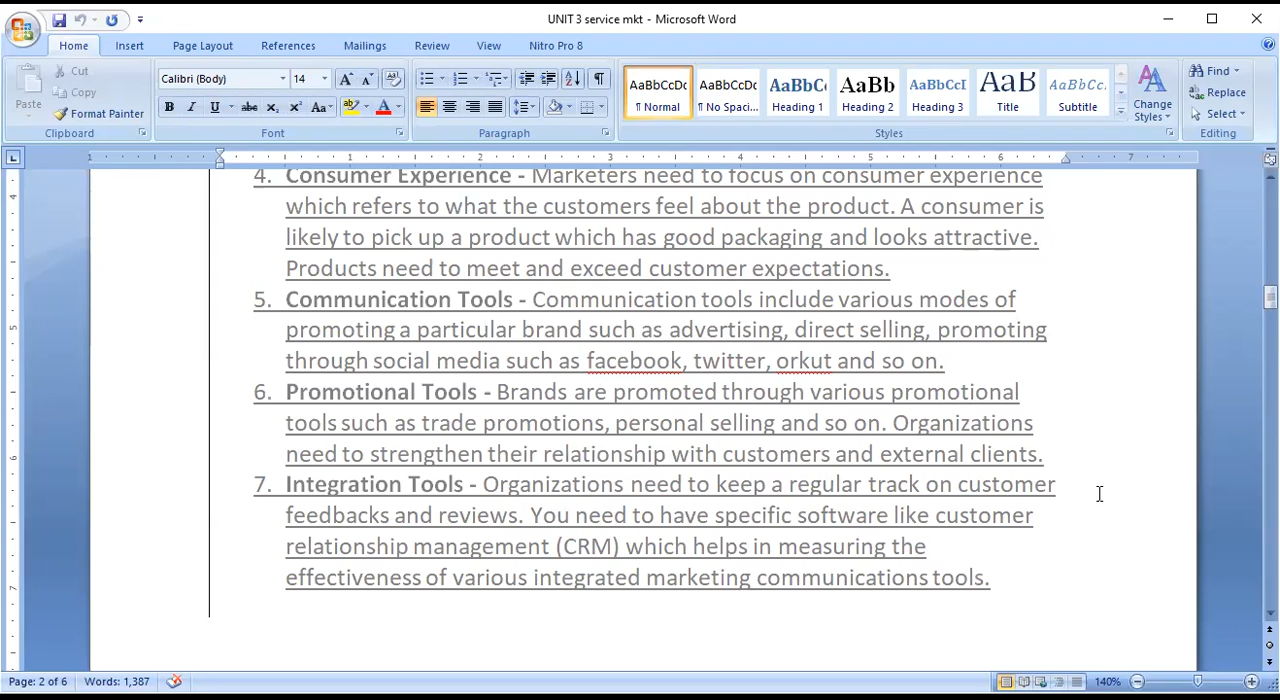 UNIT 3 service mkt - Microsoft Word
Home Insert Page Layout References Mailings Review View Nitro Pro 8
Paste
Cut
Copy
Format Painter
Clipboard
Calibri (Body) 14
Font
Paragraph
AaBbCcDc AaBbCcDc AaBbC( AaBb AaBbCcI AaB AaBbCc.
¶ Normal ¶ No Spaci... Heading 1 Heading 2 Heading 3 Title Subtitle
Change Styles
Styles
Find
Replace
Select
Editing
1 1 2 3 4 5 6 7
4. Consumer Experience - Marketers need to focus on consumer experience
which refers to what the customers feel about the product. A consumer is
likely to pick up a product which has good packaging and looks attractive.
Products need to meet and exceed customer expectations.
5. Communication Tools - Communication tools include various modes of
promoting a particular brand such as advertising, direct selling, promoting
through social media such as facebook, twitter, orkut and so on.
6. Promotional Tools - Brands are promoted through various promotional
tools such as trade promotions, personal selling and so on. Organizations
need to strengthen their relationship with customers and external clients.
7. Integration Tools - Organizations need to keep a regular track on customer
feedbacks and reviews. You need to have specific software like customer
relationship management (CRM) which helps in measuring the
effectiveness of various integrated marketing communications tools.
Page: 2 of 6 Words: 1,387 140%